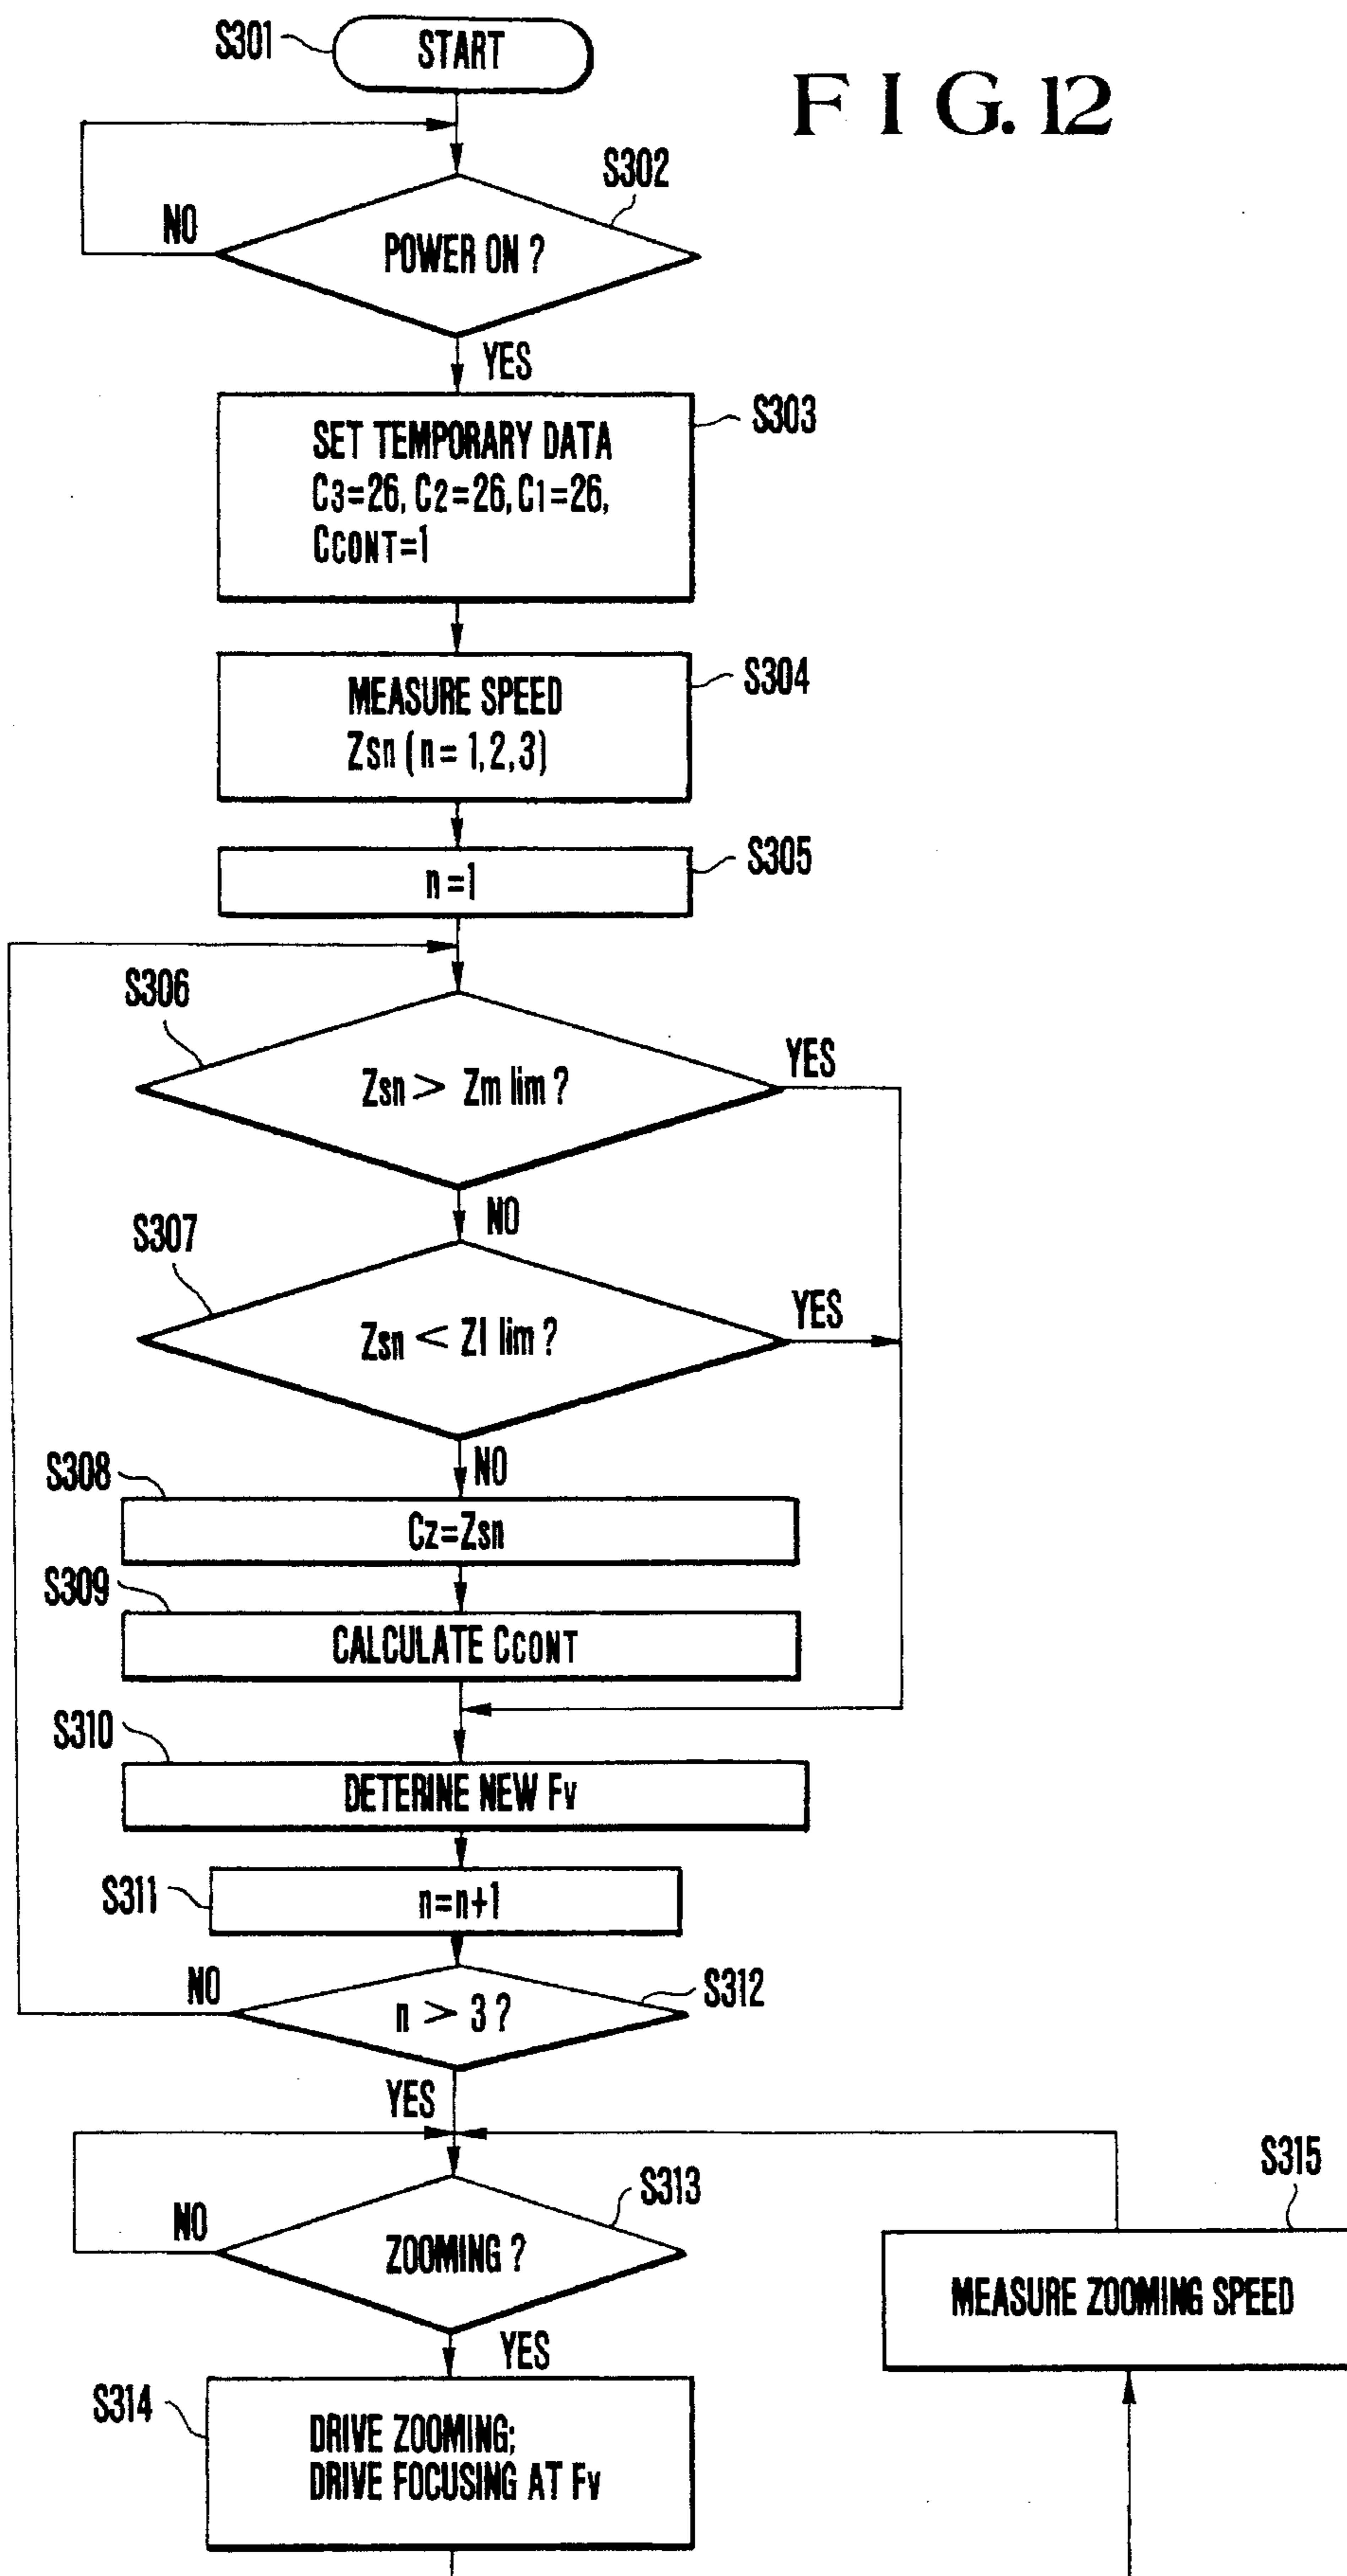 FIG. 12
S301
START
S302
NO
POWER ON ?
YES
S303
SET TEMPORARY DATA
C3=26, C2=26, C1=26,
CCONT=1
S304
MEASURE SPEED
Zsn ( n = 1, 2, 3 )
S305
n = 1
S306
YES
Zsn > Zm lim ?
NO
S307
YES
Zsn < Zl lim ?
NO
S308
Cz=Zsn
S309
CALCULATE CCONT
S310
DETERINE NEW Fv
S311
n=n+1
NO
S312
n > 3 ?
YES
S313
S315
NO
ZOOMING ?
MEASURE ZOOMING SPEED
YES
S314
DRIVE ZOOMING;
DRIVE FOCUSING AT Fv